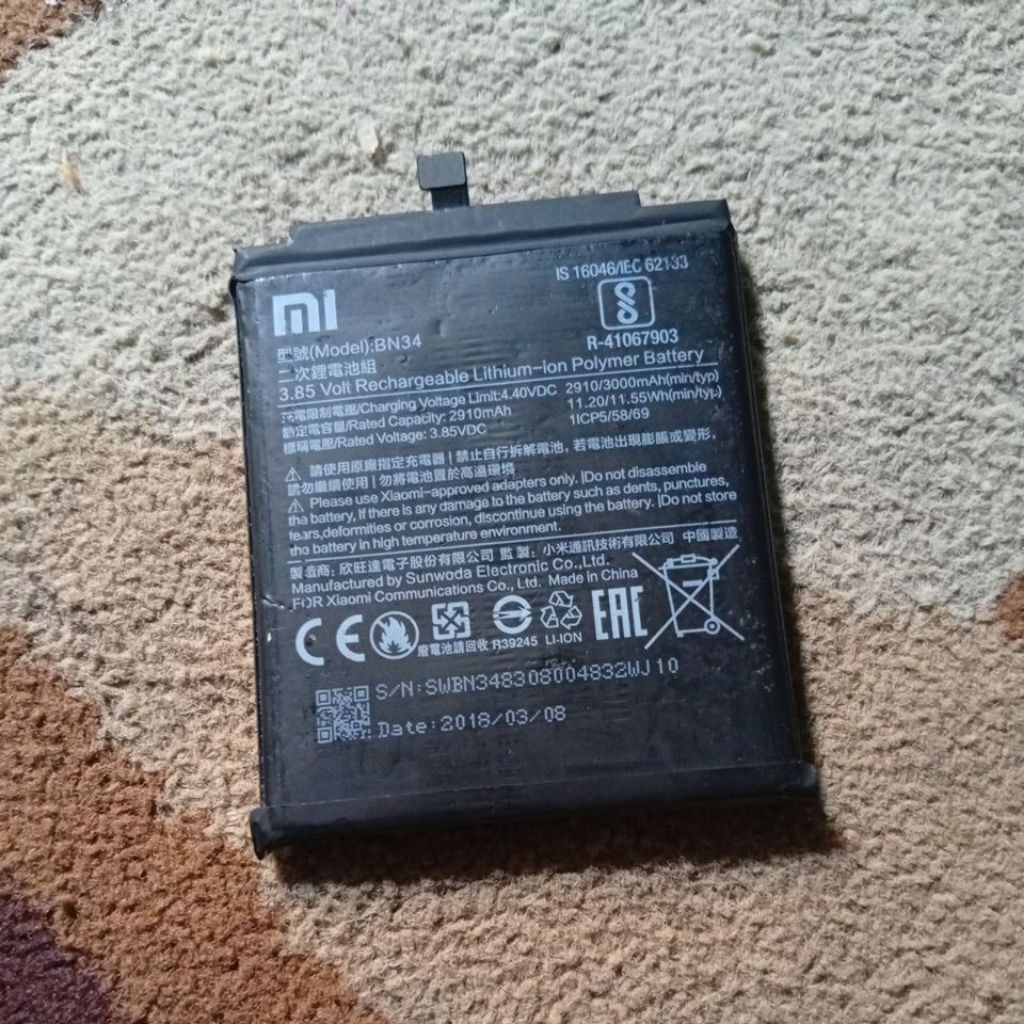 IS 16046/IEC 62133
R-41067903
mi
型號(Model):BN34
二次鋰電池組
3.85 Volt Rechargeable Lithium-ion Polymer Battery
充電限制電壓/Charging Voltage Limit:4.40VDC 2910/3000mAh(min/typ)
額定電容量/Rated Capacity: 2910mAh 11.20/11.55Wh(min/typ)
標稱電壓/Rated Voltage: 3.85VDC 1ICP5/58/69
⚠ 請使用原廠指定充電器 | 禁止自行拆解電池, 若電池出現膨脹或變形,
請勿繼續使用 | 勿將電池置於高溫環境
⚠ Please use Xiaomi-approved adapters only. |Do not disassemble
the battery, If there is any damage to the battery such as dents, punctures,
tears,deformities or corrosion, discontinue using the battery. |Do not store
the battery in high temperature environment.
製造商: 欣旺達電子股份有限公司 監 製: 小米通訊技術有限公司 中國製造
Manufactured by Sunwoda Electronic Co.,Ltd.
FOR Xiaomi Communications Co., Ltd. Made in China
CE 廢電池請回收 R39245 LI-ION EAC
S/N:SWBN348308004832WJ10
Date:2018/03/08